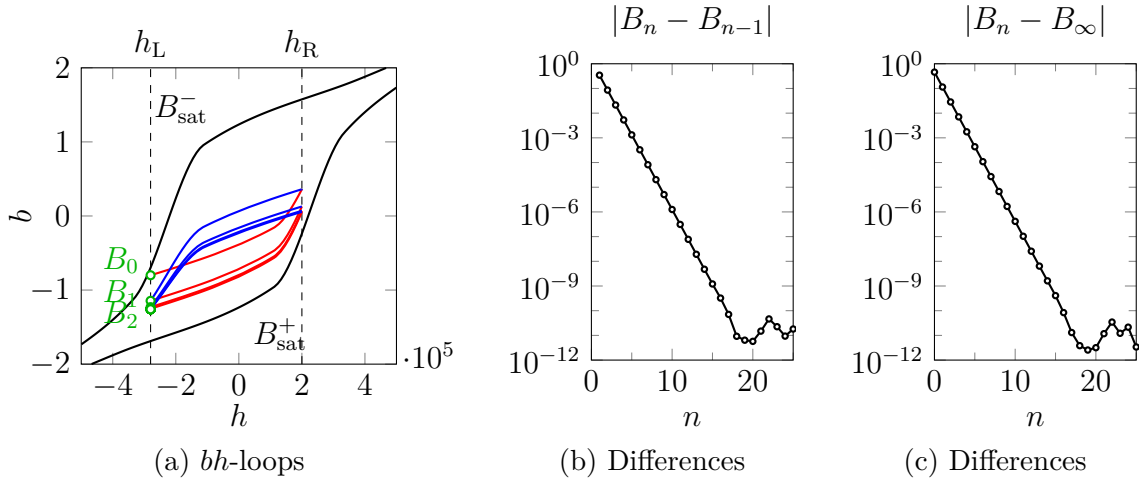 |B_n − B_{n−1}|
|B_n − B_∞|
h_L
h_R
2
1
0
−1
−2
b
B_sat^−
B_0
B_1
B_2
B_sat^+
−4
−2
0
2
4
·10^5
h
(a) bh-loops
10^0
10^−3
10^−6
10^−9
10^−12
0
10
20
n
(b) Differences
10^0
10^−3
10^−6
10^−9
10^−12
0
10
20
n
(c) Differences